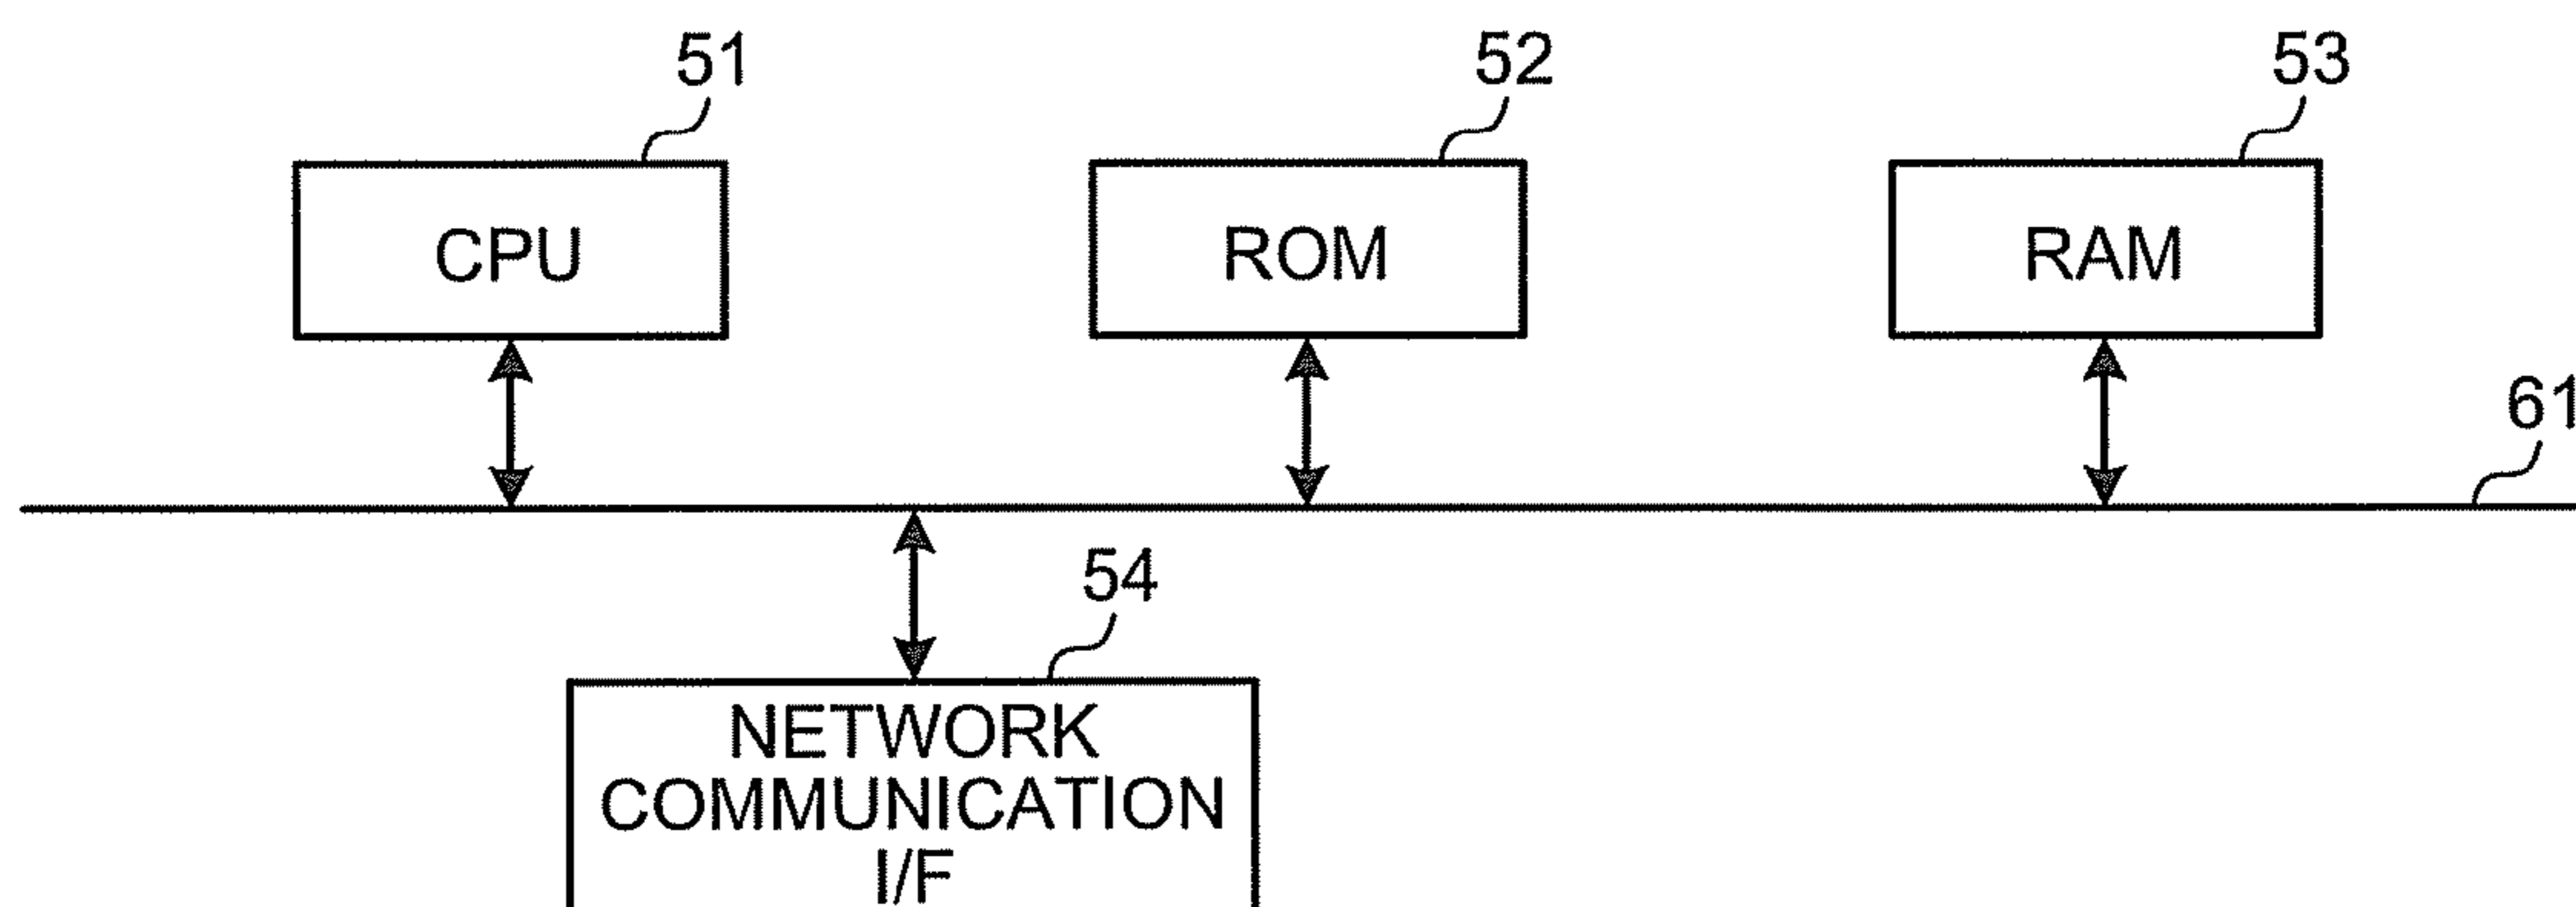 51
52
53
CPU
ROM
RAM
61
54
NETWORK
COMMUNICATION
I/F